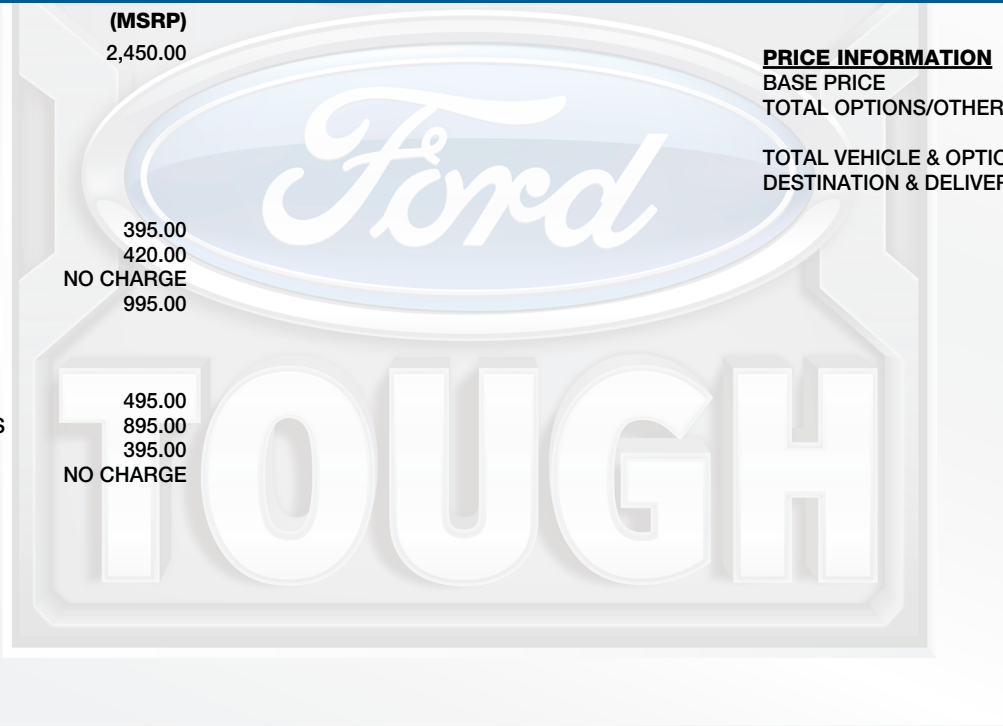 (MSRP)
2,450.00
395.00
420.00
NO CHARGE
995.00
495.00
S 895.00
395.00
NO CHARGE
PRICE INFORMATION
BASE PRICE
TOTAL OPTIONS/OTHER
TOTAL VEHICLE & OPTIO
DESTINATION & DELIVER
Ford
TOUGH